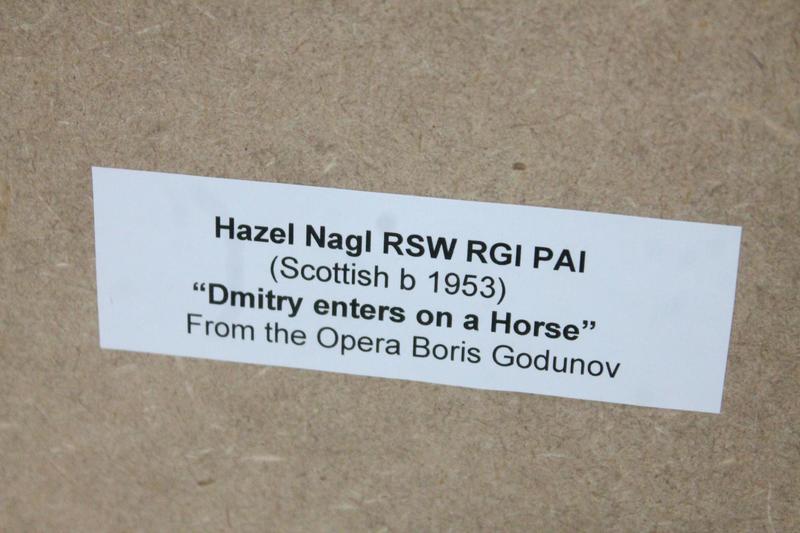 Hazel Nagl RSW RGI PAI
(Scottish b 1953)
“Dmitry enters on a Horse”
From the Opera Boris Godunov